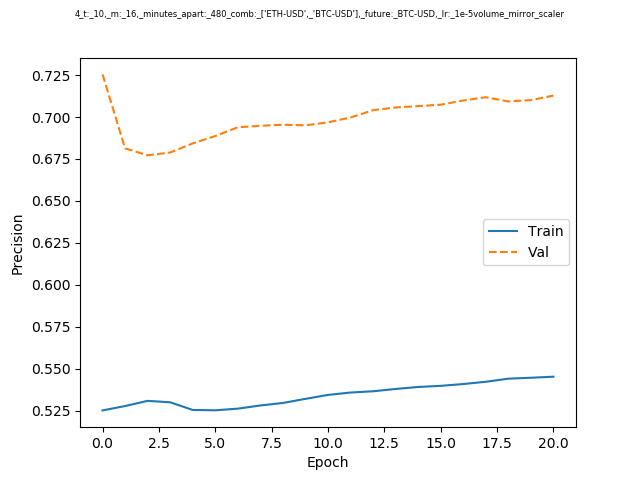 4_t:_10,_m:_16,_minutes_apart:_480_comb:_['ETH-USD',_'BTC-USD'],_future:_BTC-USD,_lr:_1e-5volume_mirror_scaler
0.725
0.700
0.675
0.650
0.625
0.600
0.575
0.550
0.525
Precision
Train
Val
0.0 2.5 5.0 7.5 10.0 12.5 15.0 17.5 20.0
Epoch